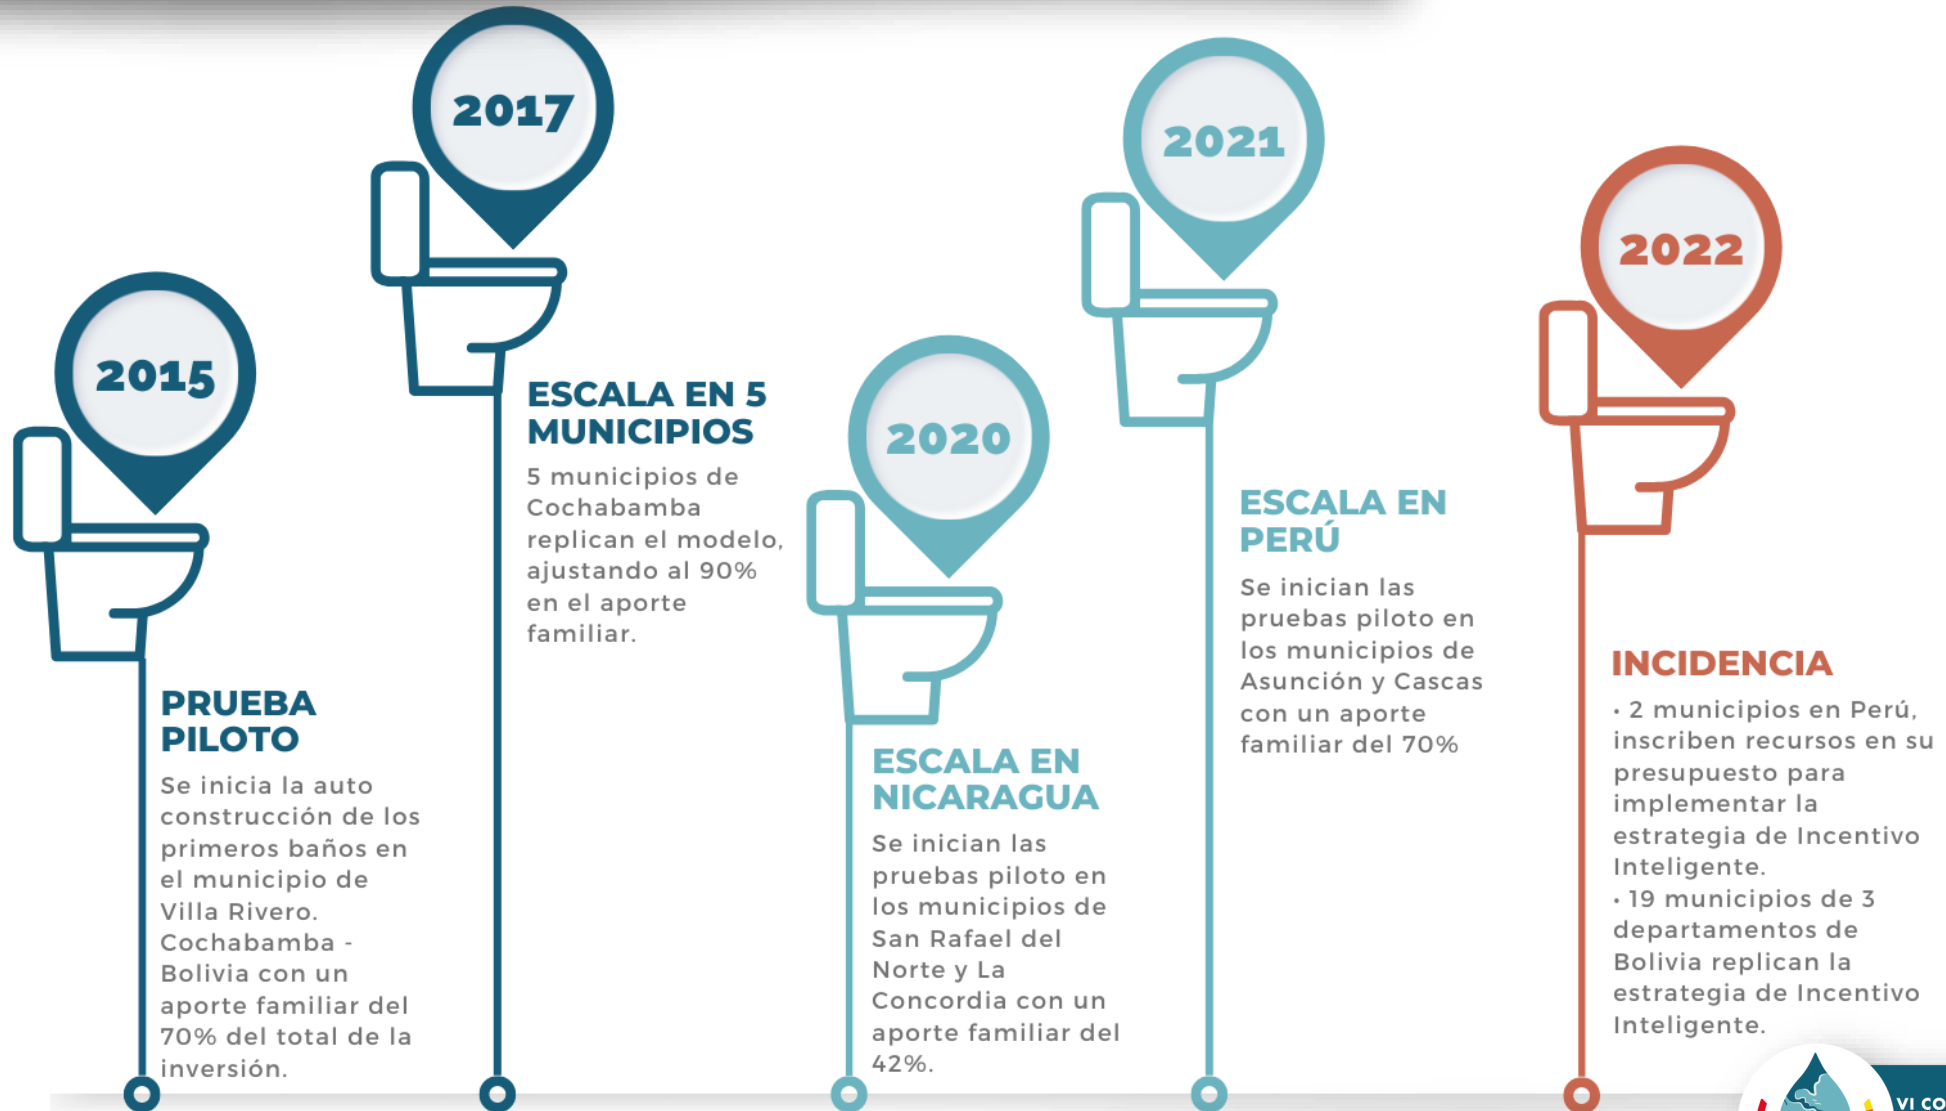 2015
PRUEBA
PILOTO
Se inicia la auto
construcción de los
primeros baños en
el municipio de
Villa Rivero.
Cochabamba -
Bolivia con un
aporte familiar del
70% del total de la
inversión.
2017
ESCALA EN 5
MUNICIPIOS
5 municipios de
Cochabamba
replican el modelo,
ajustando al 90%
en el aporte
familiar.
2020
ESCALA EN
NICARAGUA
Se inician las
pruebas piloto en
los municipios de
San Rafael del
Norte y La
Concordia con un
aporte familiar del
42%.
2021
ESCALA EN
PERÚ
Se inician las
pruebas piloto en
los municipios de
Asunción y Cascas
con un aporte
familiar del 70%
2022
INCIDENCIA
• 2 municipios en Perú,
inscriben recursos en su
presupuesto para
implementar la
estrategia de Incentivo
Inteligente.
• 19 municipios de 3
departamentos de
Bolivia replican la
estrategia de Incentivo
Inteligente.
VI CO